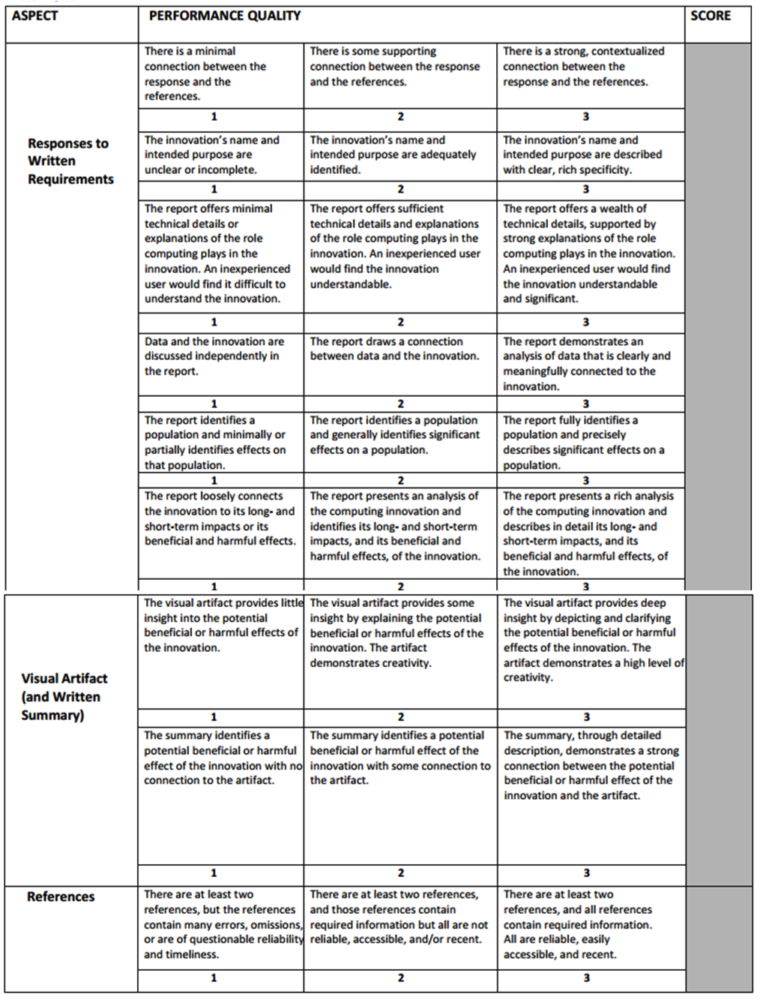 ASPECT
PERFORMANCE QUALITY
SCORE
Responses to
Written
Requirements
There is a minimal
connection between the
response and the
references.
There is some supporting
connection between the response
and the references.
There is a strong, contextualized
connection between the
response and the references.
1
2
3
The innovation's name and
intended purpose are
unclear or incomplete.
The innovation's name and
intended purpose are adequately
identified.
The innovation's name and
intended purpose are described
with clear, rich specificity.
1
2
3
The report offers minimal
technical details or
explanations of the role
computing plays in the
innovation. An inexperienced
user would find it difficult to
understand the innovation.
The report offers sufficient
technical details and explanations
of the role computing plays in the
innovation. An inexperienced user
would find the innovation
understandable.
The report offers a wealth of
technical details, supported by
strong explanations of the role
computing plays in the innovation.
An inexperienced user would find
the innovation understandable
and significant.
1
2
3
Data and the innovation are
discussed independently in
the report.
The report draws a connection
between data and the innovation.
The report demonstrates an
analysis of data that is clearly and
meaningfully connected to the
innovation.
1
2
3
The report identifies a
population and minimally or
partially identifies effects on
that population.
The report identifies a population
and generally identifies significant
effects on a population.
The report fully identifies a
population and precisely
describes significant effects on a
population.
1
2
3
The report loosely connects
the innovation to its long- and
short-term impacts or its
beneficial and harmful effects.
The report presents an analysis of
the computing innovation and
identifies its long- and short-term
impacts, and its beneficial and
harmful effects, of the innovation.
The report presents a rich analysis
of the computing innovation and
describes in detail its long- and
short-term impacts, and its
beneficial and harmful effects, of
the innovation.
1
2
3
Visual Artifact
(and Written
Summary)
The visual artifact provides little
insight into the potential
beneficial or harmful effects of
the innovation.
The visual artifact provides some
insight by explaining the potential
beneficial or harmful effects of the
innovation. The artifact
demonstrates creativity.
The visual artifact provides deep
insight by depicting and clarifying
the potential beneficial or harmful
effects of the innovation. The
artifact demonstrates a high level of
creativity.
1
2
3
The summary identifies a
potential beneficial or harmful
effect of the innovation with no
connection to the artifact.
The summary identifies a potential
beneficial or harmful effect of the
innovation with some connection to
the artifact.
The summary, through detailed
description, demonstrates a strong
connection between the potential
beneficial or harmful effect of the
innovation and the artifact.
1
2
3
References
There are at least two
references, but the references
contain many errors, omissions,
or are of questionable reliability
and timeliness.
There are at least two references,
and those references contain
required information but all are not
reliable, accessible, and/or recent.
There are at least two
references, and all references
contain required information.
All are reliable, easily
accessible, and recent.
1
2
3